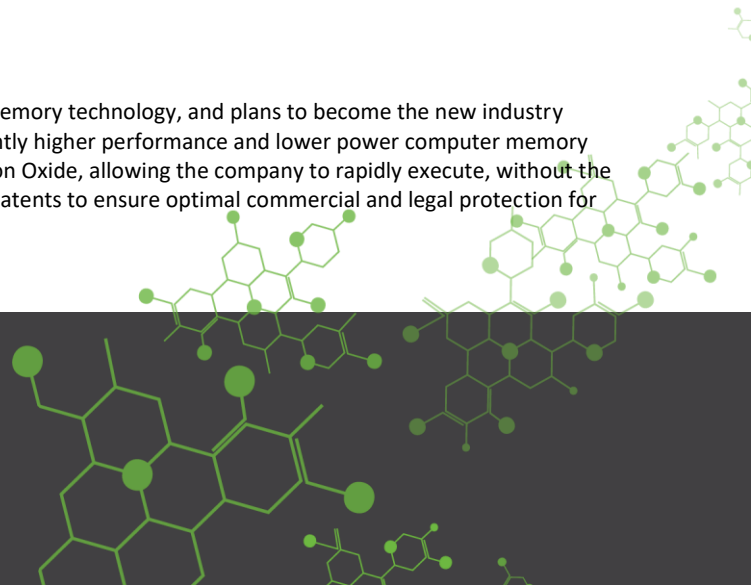 emory technology, and plans to become the new industry
ntly higher performance and lower power computer memory
on Oxide, allowing the company to rapidly execute, without the
atents to ensure optimal commercial and legal protection for